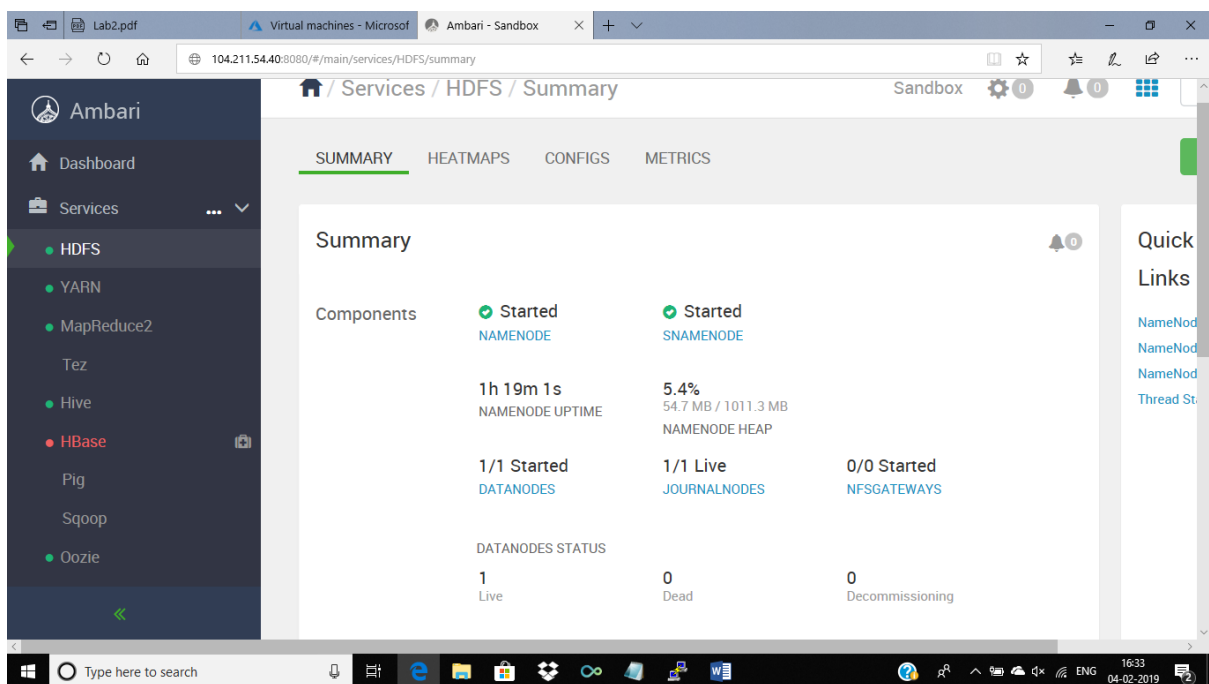 Lab2.pdf Virtual machines - Microsof Ambari - Sandbox
104.211.54.40:8080/#/main/services/HDFS/summary
Ambari
Dashboard
Services ...
HDFS
YARN
MapReduce2
Tez
Hive
HBase
Pig
Sqoop
Oozie
/ Services / HDFS / Summary Sandbox 0 0
SUMMARY HEATMAPS CONFIGS METRICS
Summary 0
Components
Started Started
NAMENODE SNAMENODE
1h 19m 1s 5.4%
NAMENODE UPTIME 54.7 MB / 1011.3 MB
NAMENODE HEAP
1/1 Started 1/1 Live 0/0 Started
DATANODES JOURNALNODES NFSGATEWAYS
DATANODES STATUS
1 0 0
Live Dead Decommissioning
Quick
Links
NameNod
NameNod
NameNod
Thread St
Type here to search ENG 16:33
04-02-2019 2